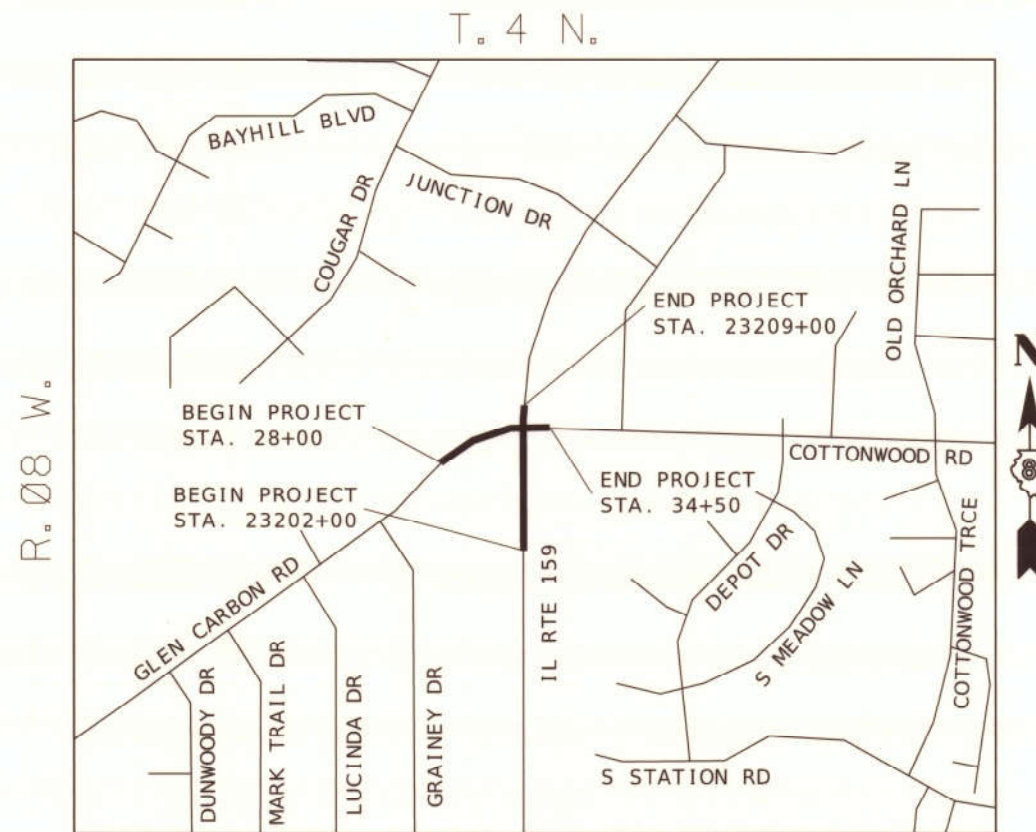 T. 4 N.
R. 08 W.
BAYHILL BLVD
COUGAR DR
JUNCTION DR
OLD ORCHARD LN
END PROJECT
STA. 23209+00
N
8
BEGIN PROJECT
STA. 28+00
COTTONWOOD RD
BEGIN PROJECT
STA. 23202+00
END PROJECT
STA. 34+50
GLEN CARBON RD
IL RTE 159
DEPOT DR
S MEADOW LN
COTTONWOOD TRCE
DUNWOODY DR
MARK TRAIL DR
LUCINDA DR
GRAINEY DR
S STATION RD